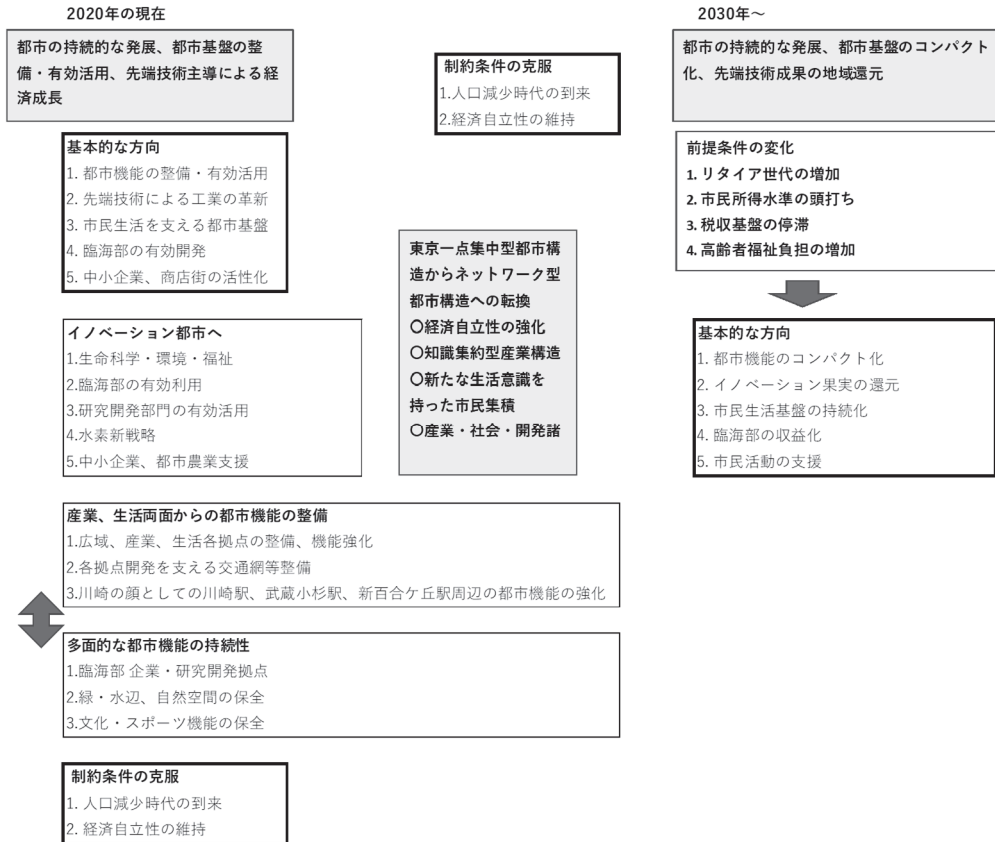 2020年の現在
都市の持続的な発展、都市基盤の整
備・有効活用、先端技術主導による経
済成長
基本的な方向
1. 都市機能の整備・有効活用
2. 先端技術による工業の革新
3. 市民生活を支える都市基盤
4. 臨海部の有効開発
5. 中小企業、商店街の活性化
イノベーション都市へ
1.生命科学・環境・福祉
2.臨海部の有効利用
3.研究開発部門の有効活用
4.水素新戦略
5.中小企業、都市農業支援
産業、生活両面からの都市機能の整備
1.広域、産業、生活各拠点の整備、機能強化
2.各拠点開発を支える交通網等整備
3.川崎の顔としての川崎駅、武蔵小杉駅、新百合ケ丘駅周辺の都市機能の強化
多面的な都市機能の持続性
1.臨海部 企業・研究開発拠点
2.緑・水辺、自然空間の保全
3.文化・スポーツ機能の保全
制約条件の克服
1. 人口減少時代の到来
2. 経済自立性の維持
制約条件の克服
1.人口減少時代の到来
2.経済自立性の維持
東京一点集中型都市構
造からネットワーク型
都市構造への転換
〇経済自立性の強化
〇知識集約型産業構造
〇新たな生活意識を
持った市民集積
〇産業・社会・開発諸
2030年~
都市の持続的な発展、都市基盤のコンパクト
化、先端技術成果の地域還元
前提条件の変化
1. リタイア世代の増加
2. 市民所得水準の頭打ち
3. 税収基盤の停滞
4. 高齢者福祉負担の増加
基本的な方向
1. 都市機能のコンパクト化
2. イノベーション果実の還元
3. 市民生活基盤の持続化
4. 臨海部の収益化
5. 市民活動の支援